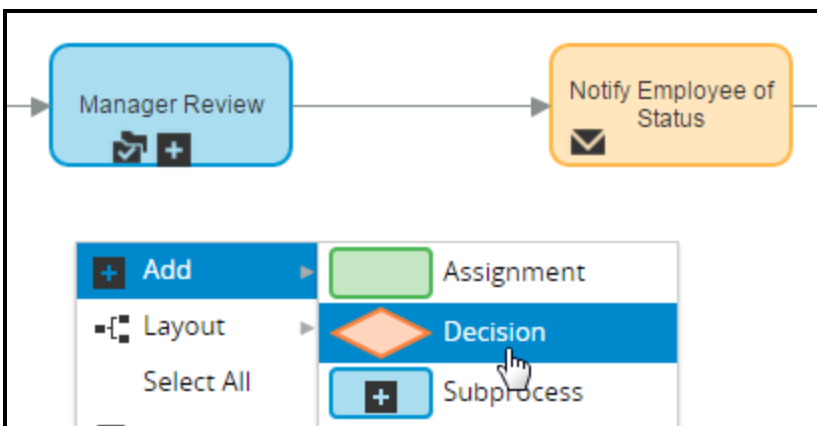 Manager Review
Notify Employee of
Status
Add
Assignment
Layout
Decision
Select All
Subprocess